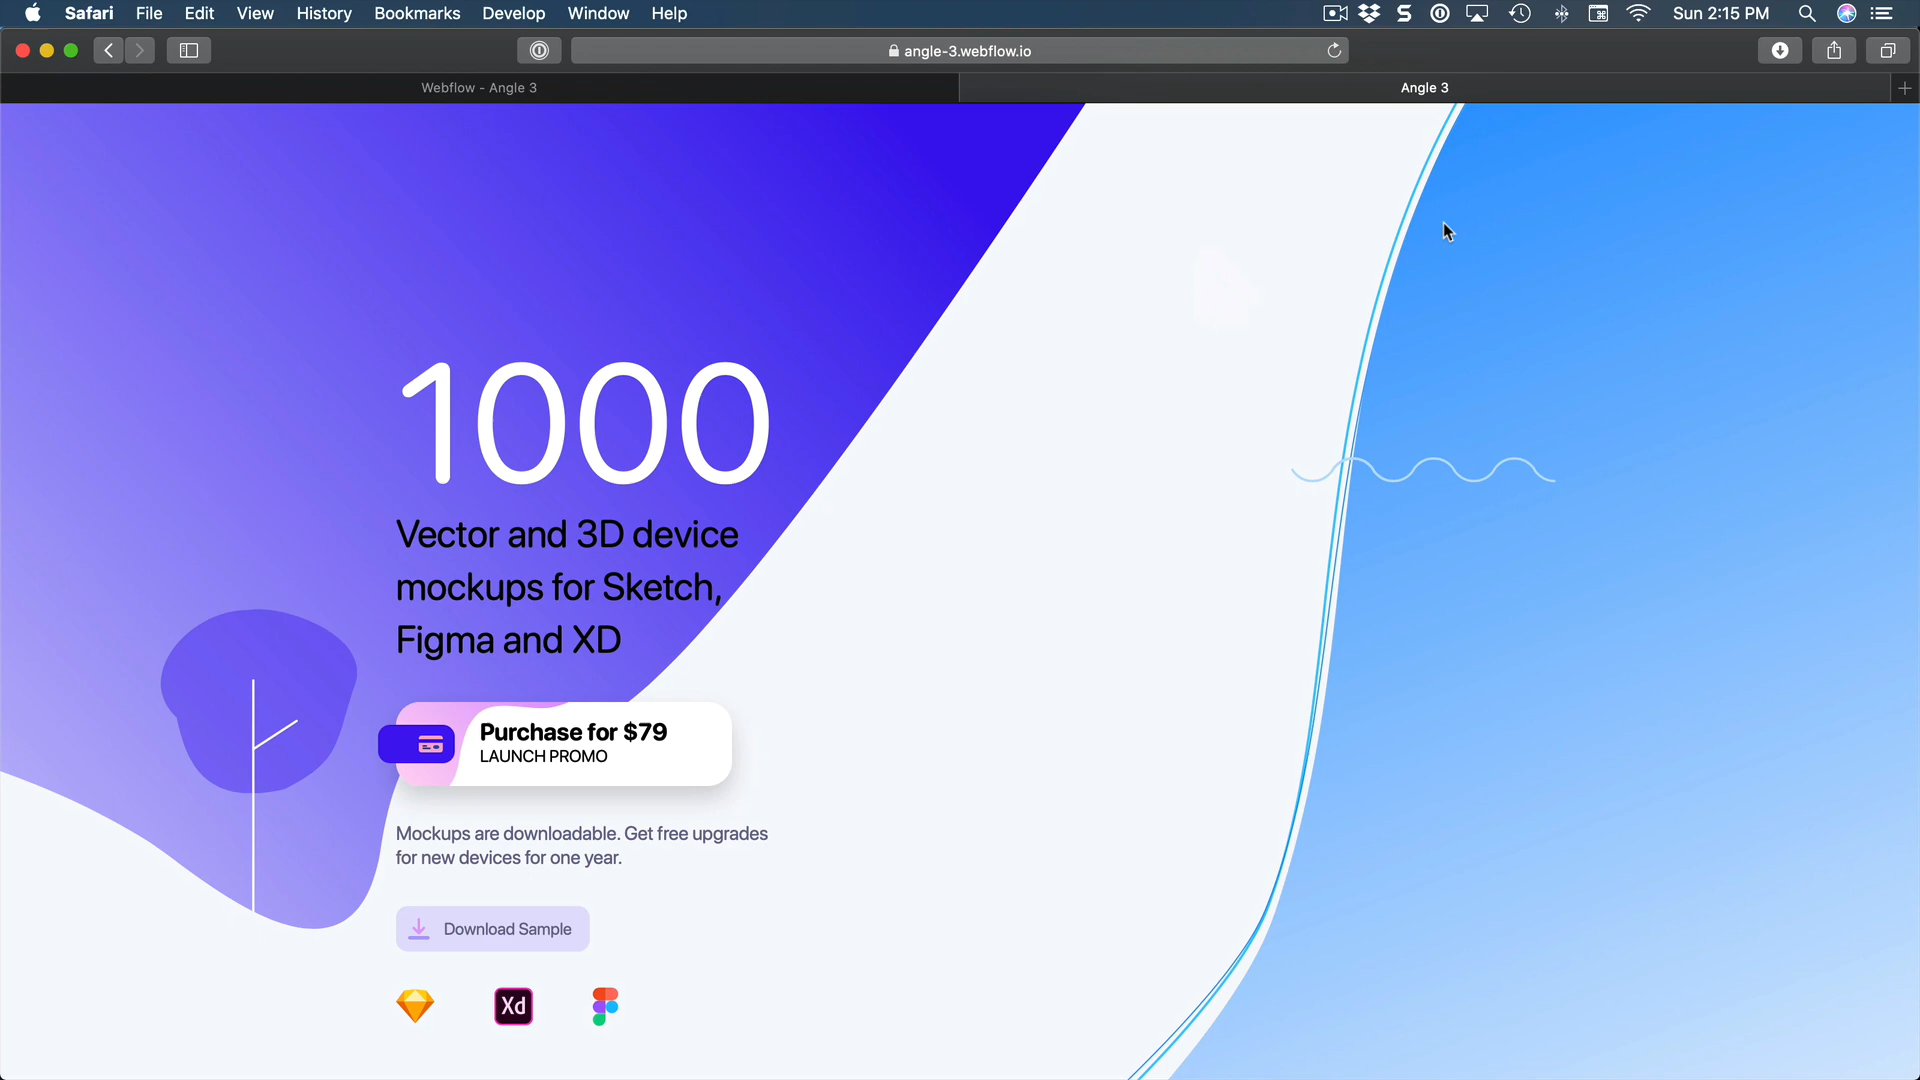 Safari File Edit View History Bookmarks Develop Window Help
Sun 2:15 PM
angle-3.webflow.io
Webflow - Angle 3
Angle 3
1000
Vector and 3D device
mockups for Sketch,
Figma and XD
Purchase for $79
LAUNCH PROMO
Mockups are downloadable. Get free upgrades
for new devices for one year.
Download Sample
Xd